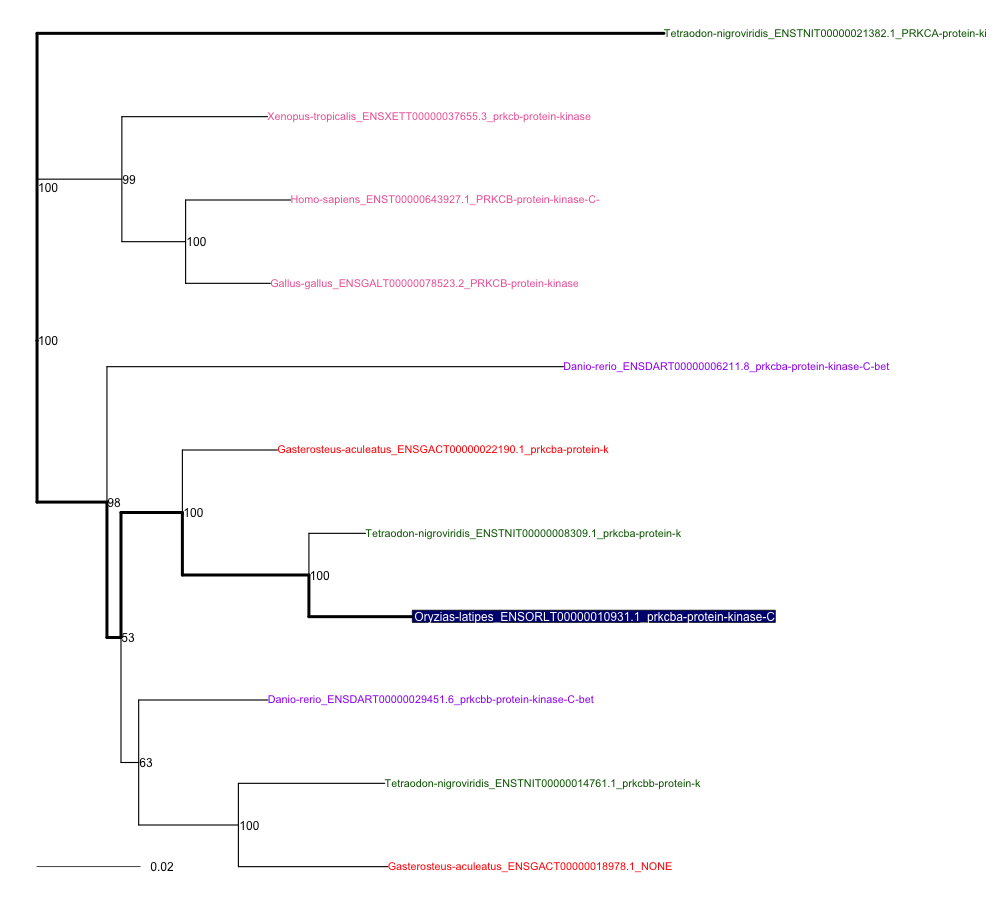 Tetraodon-nigroviridis_ENSTNIT00000021382.1_PRKCA-protein-ki
Xenopus-tropicalis_ENSXETT00000037655.3_prkcb-protein-kinase
99
100
Homo-sapiens_ENST00000643927.1_PRKCB-protein-kinase-C-
100
Gallus-gallus_ENSGALT00000078523.2_PRKCB-protein-kinase
100
Danio-rerio_ENSDART00000006211.8_prkcba-protein-kinase-C-bet
Gasterosteus-aculeatus_ENSGACT00000022190.1_prkcba-protein-k
98
100
Tetraodon-nigroviridis_ENSTNIT00000008309.1_prkcba-protein-k
100
Oryzias-latipes_ENSORLT00000010931.1_prkcba-protein-kinase-C
53
Danio-rerio_ENSDART00000029451.6_prkcbb-protein-kinase-C-bet
63
Tetraodon-nigroviridis_ENSTNIT00000014761.1_prkcbb-protein-k
100
Gasterosteus-aculeatus_ENSGACT00000018978.1_NONE
0.02